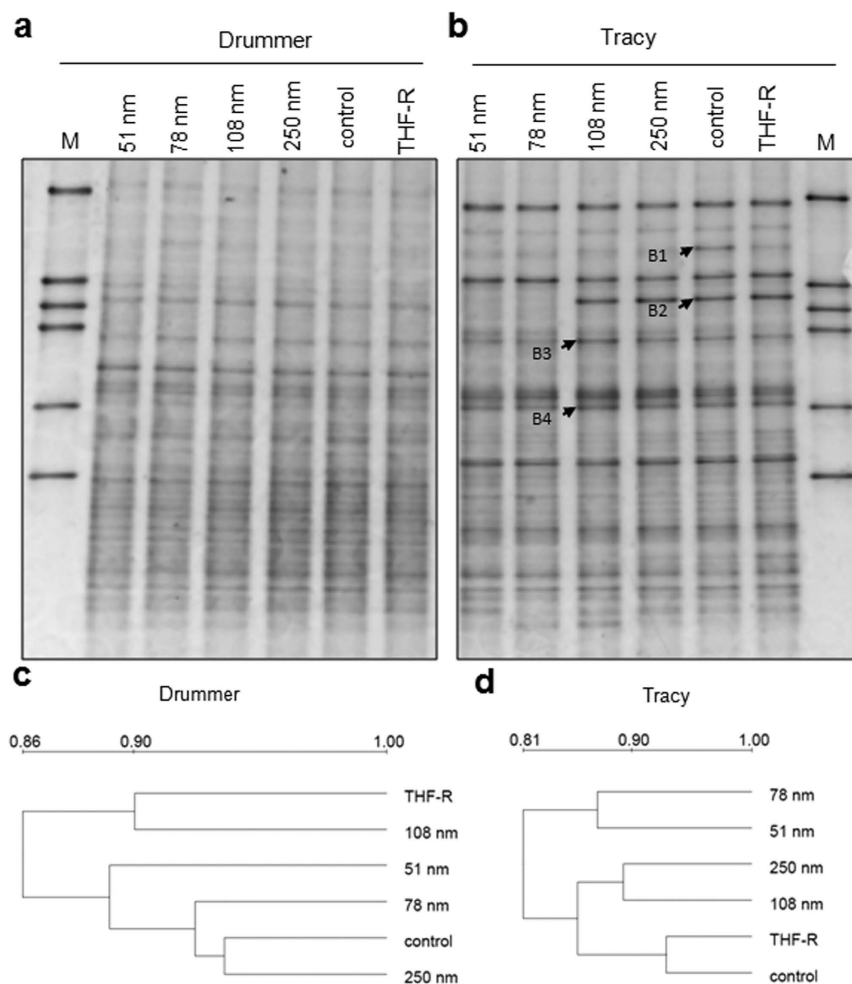 a
Drummer
M 51 nm 78 nm 108 nm 250 nm control THF-R
b
Tracy
51 nm 78 nm 108 nm 250 nm control THF-R M
B1
B2
B3
B4
c
Drummer
0.86 0.90 1.00
THF-R
108 nm
51 nm
78 nm
control
250 nm
d
Tracy
0.81 0.90 1.00
78 nm
51 nm
250 nm
108 nm
THF-R
control